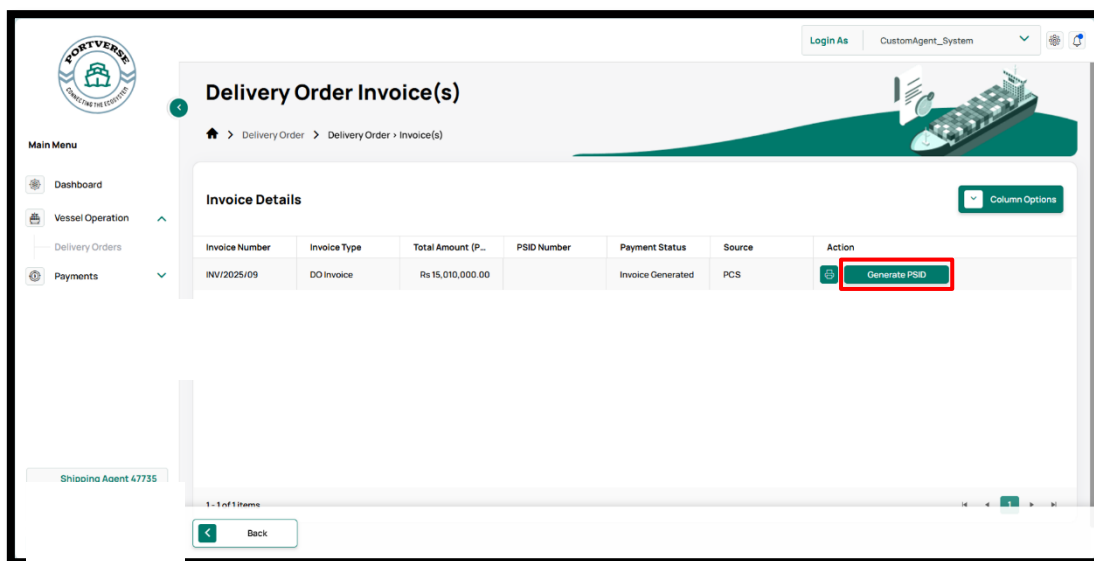 PORTVERSE
CONNECTING THE ECOSYSTEM
Login As CustomAgent_System
Delivery Order Invoice(s)
> Delivery Order > Delivery Order › Invoice(s)
Main Menu
Dashboard
Vessel Operation
Delivery Orders
Payments
Invoice Details
Column Options
Invoice Number Invoice Type Total Amount (P... PSID Number Payment Status Source Action
INV/2025/09 DO Invoice Rs 15,010,000.00 Invoice Generated PCS Generate PSID
Shipping Agent 47735
1 - 1 of 1 items
1
Back